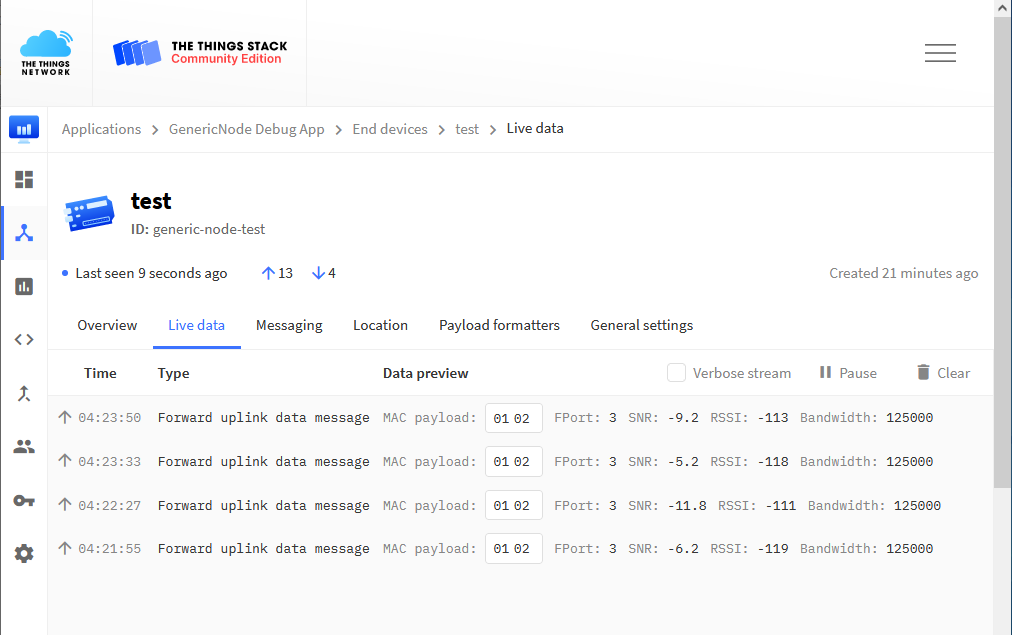 THE THINGS
NETWORK
THE THINGS STACK
Community Edition
Applications > GenericNode Debug App > End devices > test > Live data
test
ID: generic-node-test
Last seen 9 seconds ago ↑ 13 ↓ 4 Created 21 minutes ago
Overview Live data Messaging Location Payload formatters General settings
Time Type Data preview Verbose stream Pause Clear
↑ 04:23:50 Forward uplink data message MAC payload: 01 02 FPort: 3 SNR: -9.2 RSSI: -113 Bandwidth: 125000
↑ 04:23:33 Forward uplink data message MAC payload: 01 02 FPort: 3 SNR: -5.2 RSSI: -118 Bandwidth: 125000
↑ 04:22:27 Forward uplink data message MAC payload: 01 02 FPort: 3 SNR: -11.8 RSSI: -111 Bandwidth: 125000
↑ 04:21:55 Forward uplink data message MAC payload: 01 02 FPort: 3 SNR: -6.2 RSSI: -119 Bandwidth: 125000